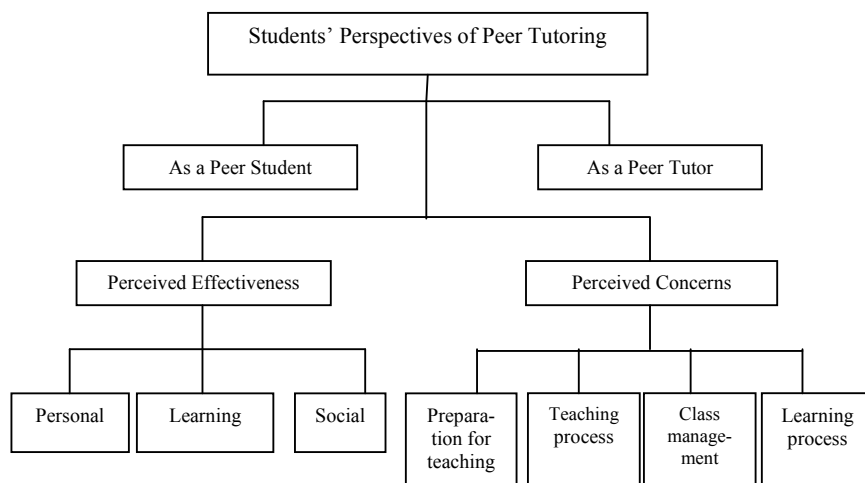 Students’ Perspectives of Peer Tutoring
As a Peer Student
As a Peer Tutor
Perceived Effectiveness
Perceived Concerns
Personal
Learning
Social
Prepara-
tion for
teaching
Teaching
process
Class
manage-
ment
Learning
process